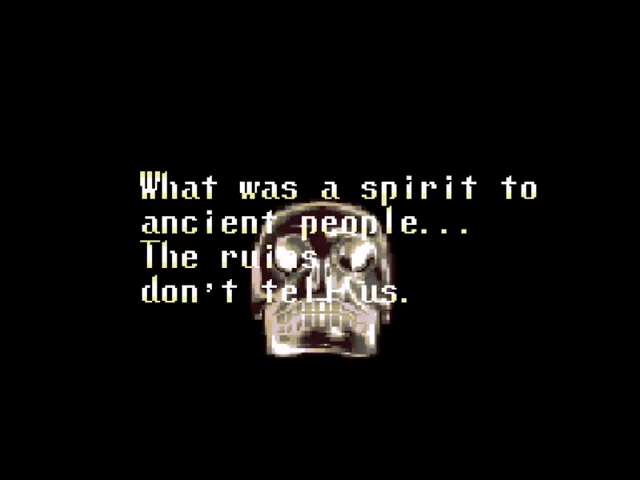 What was a spirit to
ancient people...
The ruins
don't tell us.